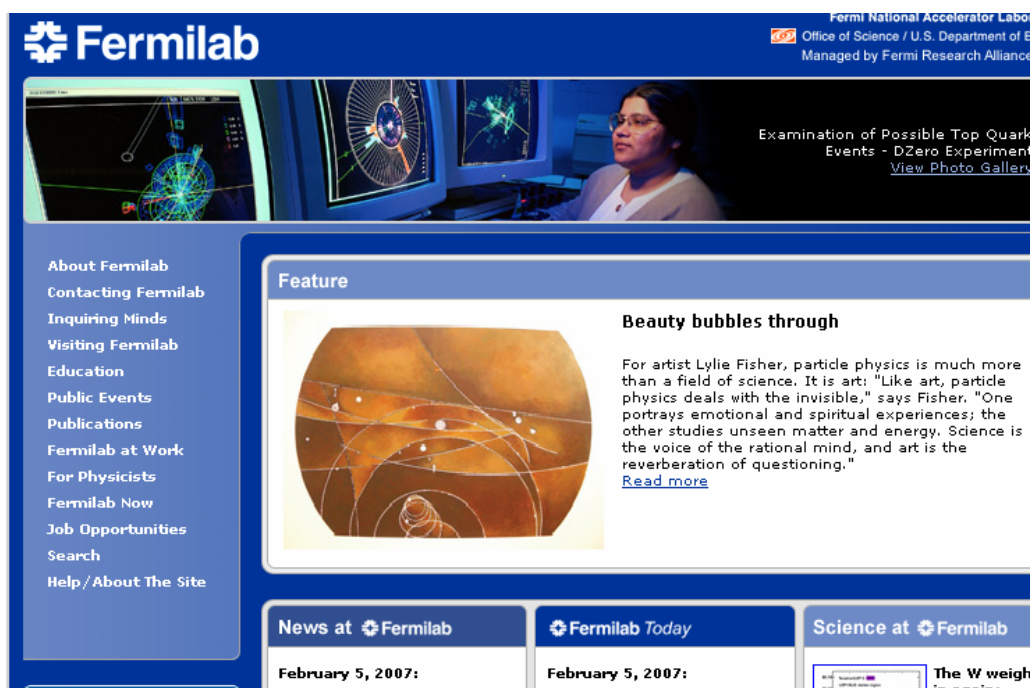 Fermilab
Fermi National Accelerator Labor
Office of Science / U.S. Department of E
Managed by Fermi Research Alliance
Examination of Possible Top Quark
Events - DZero Experiment
View Photo Gallery
About Fermilab
Contacting Fermilab
Inquiring Minds
Visiting Fermilab
Education
Public Events
Publications
Fermilab at Work
For Physicists
Fermilab Now
Job Opportunities
Search
Help/About The Site
Feature
Beauty bubbles through
For artist Lylie Fisher, particle physics is much more
than a field of science. It is art: "Like art, particle
physics deals with the invisible," says Fisher. "One
portrays emotional and spiritual experiences; the
other studies unseen matter and energy. Science is
the voice of the rational mind, and art is the
reverberation of questioning."
Read more
News at Fermilab
February 5, 2007:
Fermilab Today
February 5, 2007:
Science at Fermilab
The W weigh